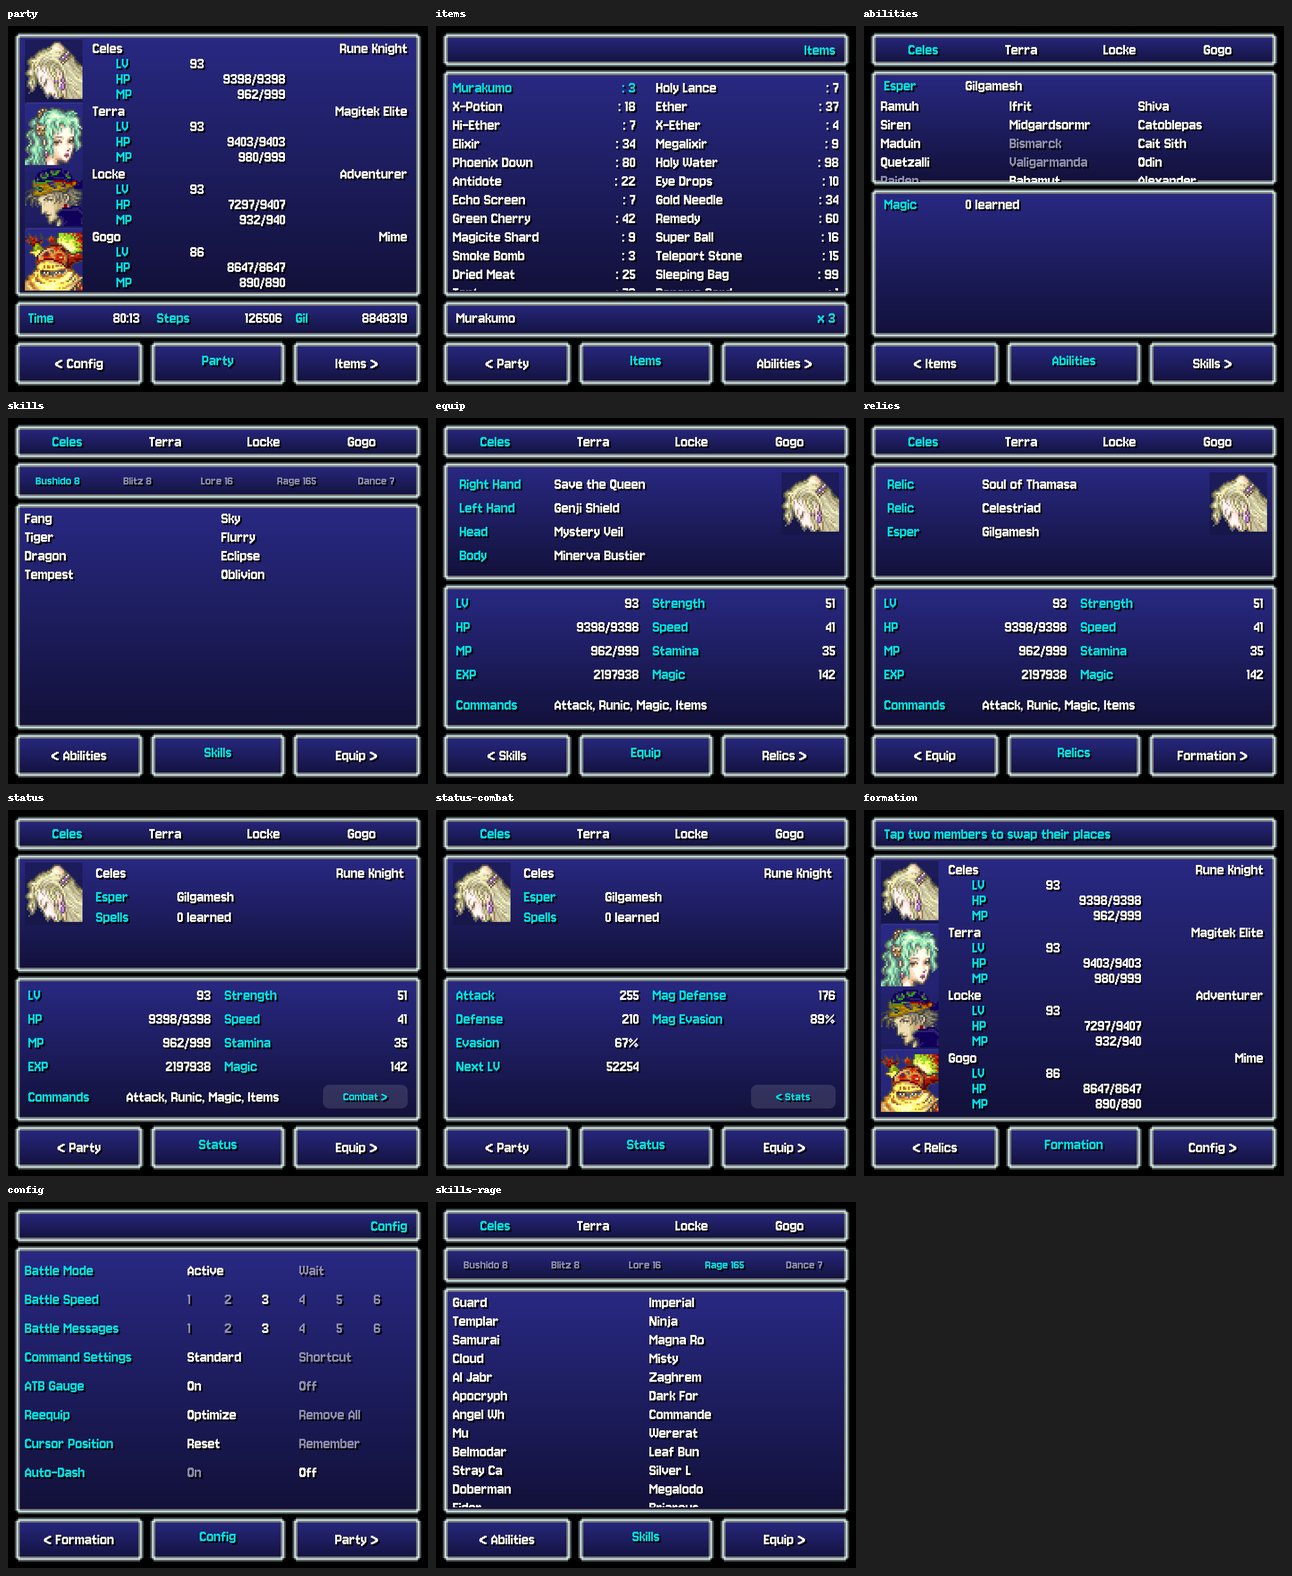 party
Celes Rune Knight
LV 93
HP 9398/9398
MP 962/999
Terra Magitek Elite
LV 93
HP 9403/9403
MP 980/999
Locke Adventurer
LV 93
HP 7297/9407
MP 932/940
Gogo Mime
LV 86
HP 8647/8647
MP 890/890
Time 80:13 Steps 126506 Gil 8848319
< Config Party Items >
items
Items
Murakumo : 3 Holy Lance : 7
X-Potion : 18 Ether : 37
Hi-Ether : 7 X-Ether : 4
Elixir : 34 Megalixir : 9
Phoenix Down : 80 Holy Water : 98
Antidote : 22 Eye Drops : 10
Echo Screen : 7 Gold Needle : 34
Green Cherry : 42 Remedy : 60
Magicite Shard : 9 Super Ball : 16
Smoke Bomb : 3 Teleport Stone : 15
Dried Meat : 25 Sleeping Bag : 99
Murakumo x 3
< Party Items Abilities >
abilities
Celes Terra Locke Gogo
Esper Gilgamesh
Ramuh Ifrit Shiva
Siren Midgardsormr Catoblepas
Maduin Bismarck Cait Sith
Quetzalli Valigarmanda Odin
Raiden Bahamut Alexander
Magic 0 learned
< Items Abilities Skills >
skills
Celes Terra Locke Gogo
Bushido 8 Blitz 8 Lore 16 Rage 165 Dance 7
Fang Sky
Tiger Flurry
Dragon Eclipse
Tempest Oblivion
< Abilities Skills Equip >
equip
Celes Terra Locke Gogo
Right Hand Save the Queen
Left Hand Genji Shield
Head Mystery Veil
Body Minerva Bustier
LV 93 Strength 51
HP 9398/9398 Speed 41
MP 962/999 Stamina 35
EXP 2197938 Magic 142
Commands Attack, Runic, Magic, Items
< Skills Equip Relics >
relics
Celes Terra Locke Gogo
Relic Soul of Thamasa
Relic Celestriad
Esper Gilgamesh
LV 93 Strength 51
HP 9398/9398 Speed 41
MP 962/999 Stamina 35
EXP 2197938 Magic 142
Commands Attack, Runic, Magic, Items
< Equip Relics Formation >
status
Celes Terra Locke Gogo
Celes Rune Knight
Esper Gilgamesh
Spells 0 learned
LV 93 Strength 51
HP 9398/9398 Speed 41
MP 962/999 Stamina 35
EXP 2197938 Magic 142
Commands Attack, Runic, Magic, Items Combat >
< Party Status Equip >
status-combat
Celes Terra Locke Gogo
Celes Rune Knight
Esper Gilgamesh
Spells 0 learned
Attack 255 Mag Defense 176
Defense 210 Mag Evasion 89%
Evasion 67%
Next LV 52254
< Stats
< Party Status Equip >
formation
Tap two members to swap their places
Celes Rune Knight
LV 93
HP 9398/9398
MP 962/999
Terra Magitek Elite
LV 93
HP 9403/9403
MP 980/999
Locke Adventurer
LV 93
HP 7297/9407
MP 932/940
Gogo Mime
LV 86
HP 8647/8647
MP 890/890
< Relics Formation Config >
config
Config
Battle Mode Active Wait
Battle Speed 1 2 3 4 5 6
Battle Messages 1 2 3 4 5 6
Command Settings Standard Shortcut
ATB Gauge On Off
Reequip Optimize Remove All
Cursor Position Reset Remember
Auto-Dash On Off
< Formation Config Party >
skills-rage
Celes Terra Locke Gogo
Bushido 8 Blitz 8 Lore 16 Rage 165 Dance 7
Guard Imperial
Templar Ninja
Samurai Magna Ro
Cloud Misty
Al Jabr Zaghrem
Apocryph Dark For
Angel Wh Commande
Mu Wererat
Belmodar Leaf Bun
Stray Ca Silver L
Doberman Megalodo
< Abilities Skills Equip >